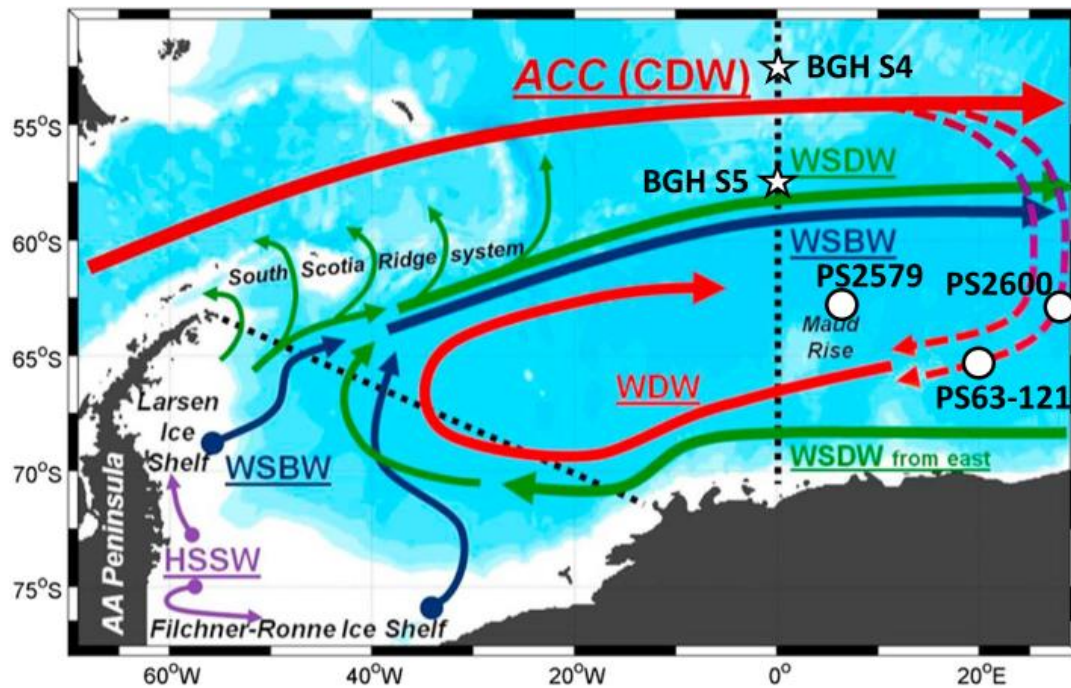 BGH S4
ACC (CDW)
55°S
WSDW
BGH S5
60°S
WSBW
South Scotia Ridge system
PS2579
PS2600
Maud
Rise
65°S
WDW
PS63-121
Larsen
Ice
Shelf
WSBW
WSDW from east
70°S
AA Peninsula
HSSW
75°S
Filchner-Ronne Ice Shelf
60°W
40°W
20°W
0°
20°E